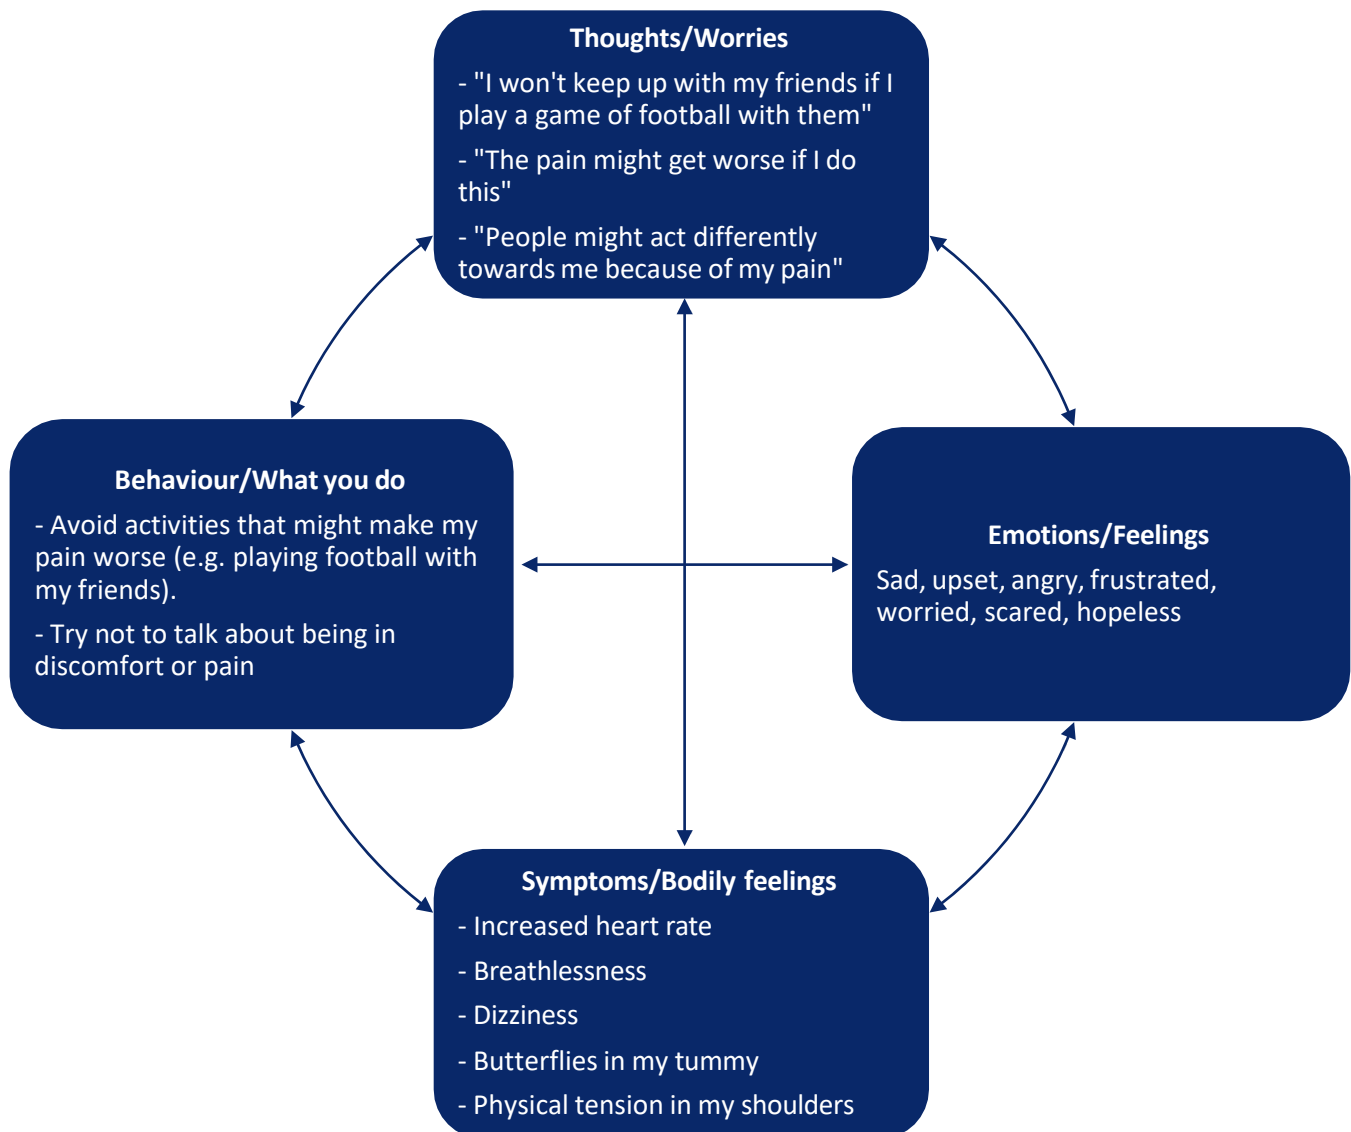 Thoughts/Worries
- "I won't keep up with my friends if I
play a game of football with them"
- "The pain might get worse if I do
this"
- "People might act differently
towards me because of my pain"
Behaviour/What you do
- Avoid activities that might make my
pain worse (e.g. playing football with
my friends).
- Try not to talk about being in
discomfort or pain
Emotions/Feelings
Sad, upset, angry, frustrated,
worried, scared, hopeless
Symptoms/Bodily feelings
- Increased heart rate
- Breathlessness
- Dizziness
- Butterflies in my tummy
- Physical tension in my shoulders